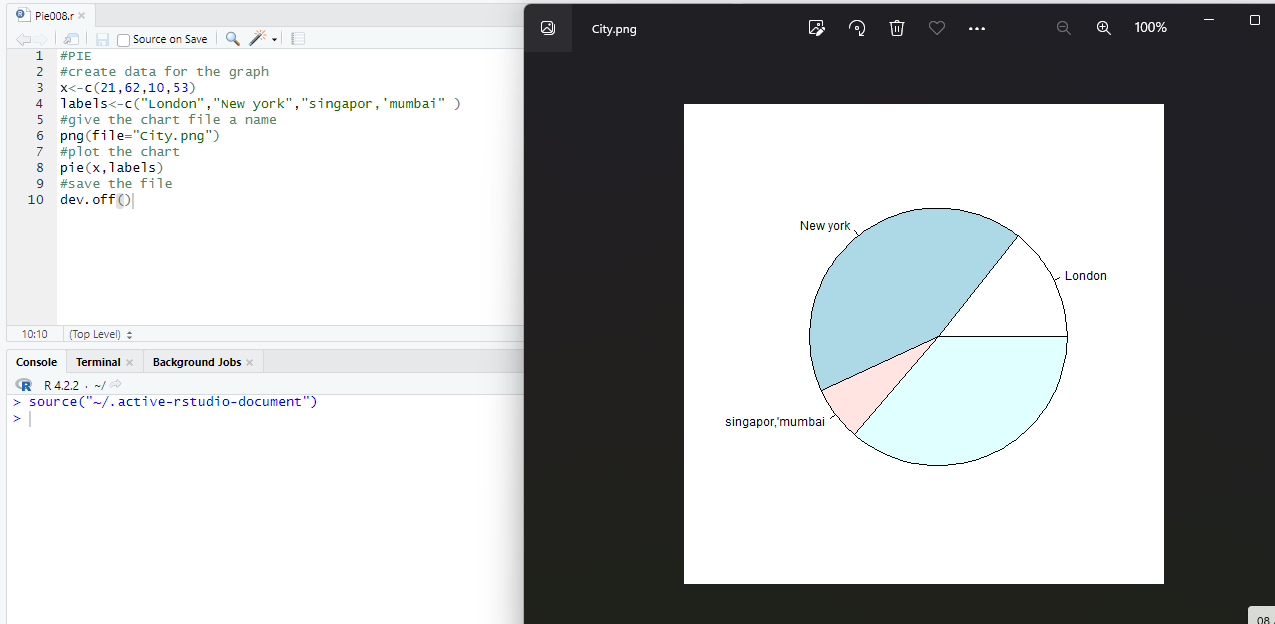 Pie008.r
Source on Save
1 #PIE
2 #create data for the graph
3 x<-c(21,62,10,53)
4 labels<-c("London","New york","singapor,'mumbai" )
5 #give the chart file a name
6 png(file="City.png")
7 #plot the chart
8 pie(x,labels)
9 #save the file
10 dev.off()
10:10 (Top Level)
Console Terminal Background Jobs
R R 4.2.2 · ~/
> source("~/.active-rstudio-document")
>
City.png
100%
New york
London
singapor,'mumbai
08